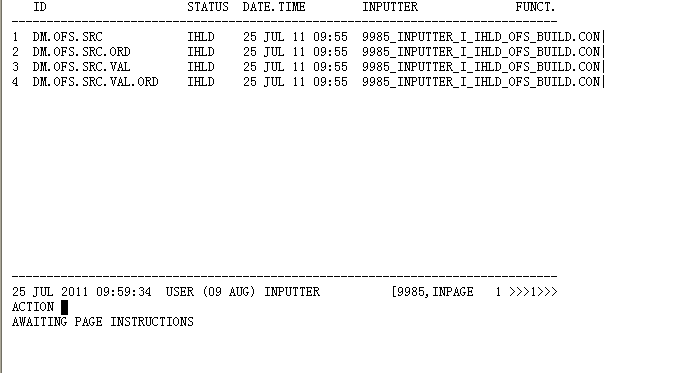 ID STATUS DATE.TIME INPUTTER FUNCT.
1 DM.OFS.SRC IHLD 25 JUL 11 09:55 9985_INPUTTER_I_IHLD_OFS_BUILD.CON|
2 DM.OFS.SRC.ORD IHLD 25 JUL 11 09:55 9985_INPUTTER_I_IHLD_OFS_BUILD.CON|
3 DM.OFS.SRC.VAL IHLD 25 JUL 11 09:55 9985_INPUTTER_I_IHLD_OFS_BUILD.CON|
4 DM.OFS.SRC.VAL.ORD IHLD 25 JUL 11 09:55 9985_INPUTTER_I_IHLD_OFS_BUILD.CON|
25 JUL 2011 09:59:34 USER (09 AUG) INPUTTER [9985,INPAGE 1 >>>1>>>
ACTION
AWAITING PAGE INSTRUCTIONS